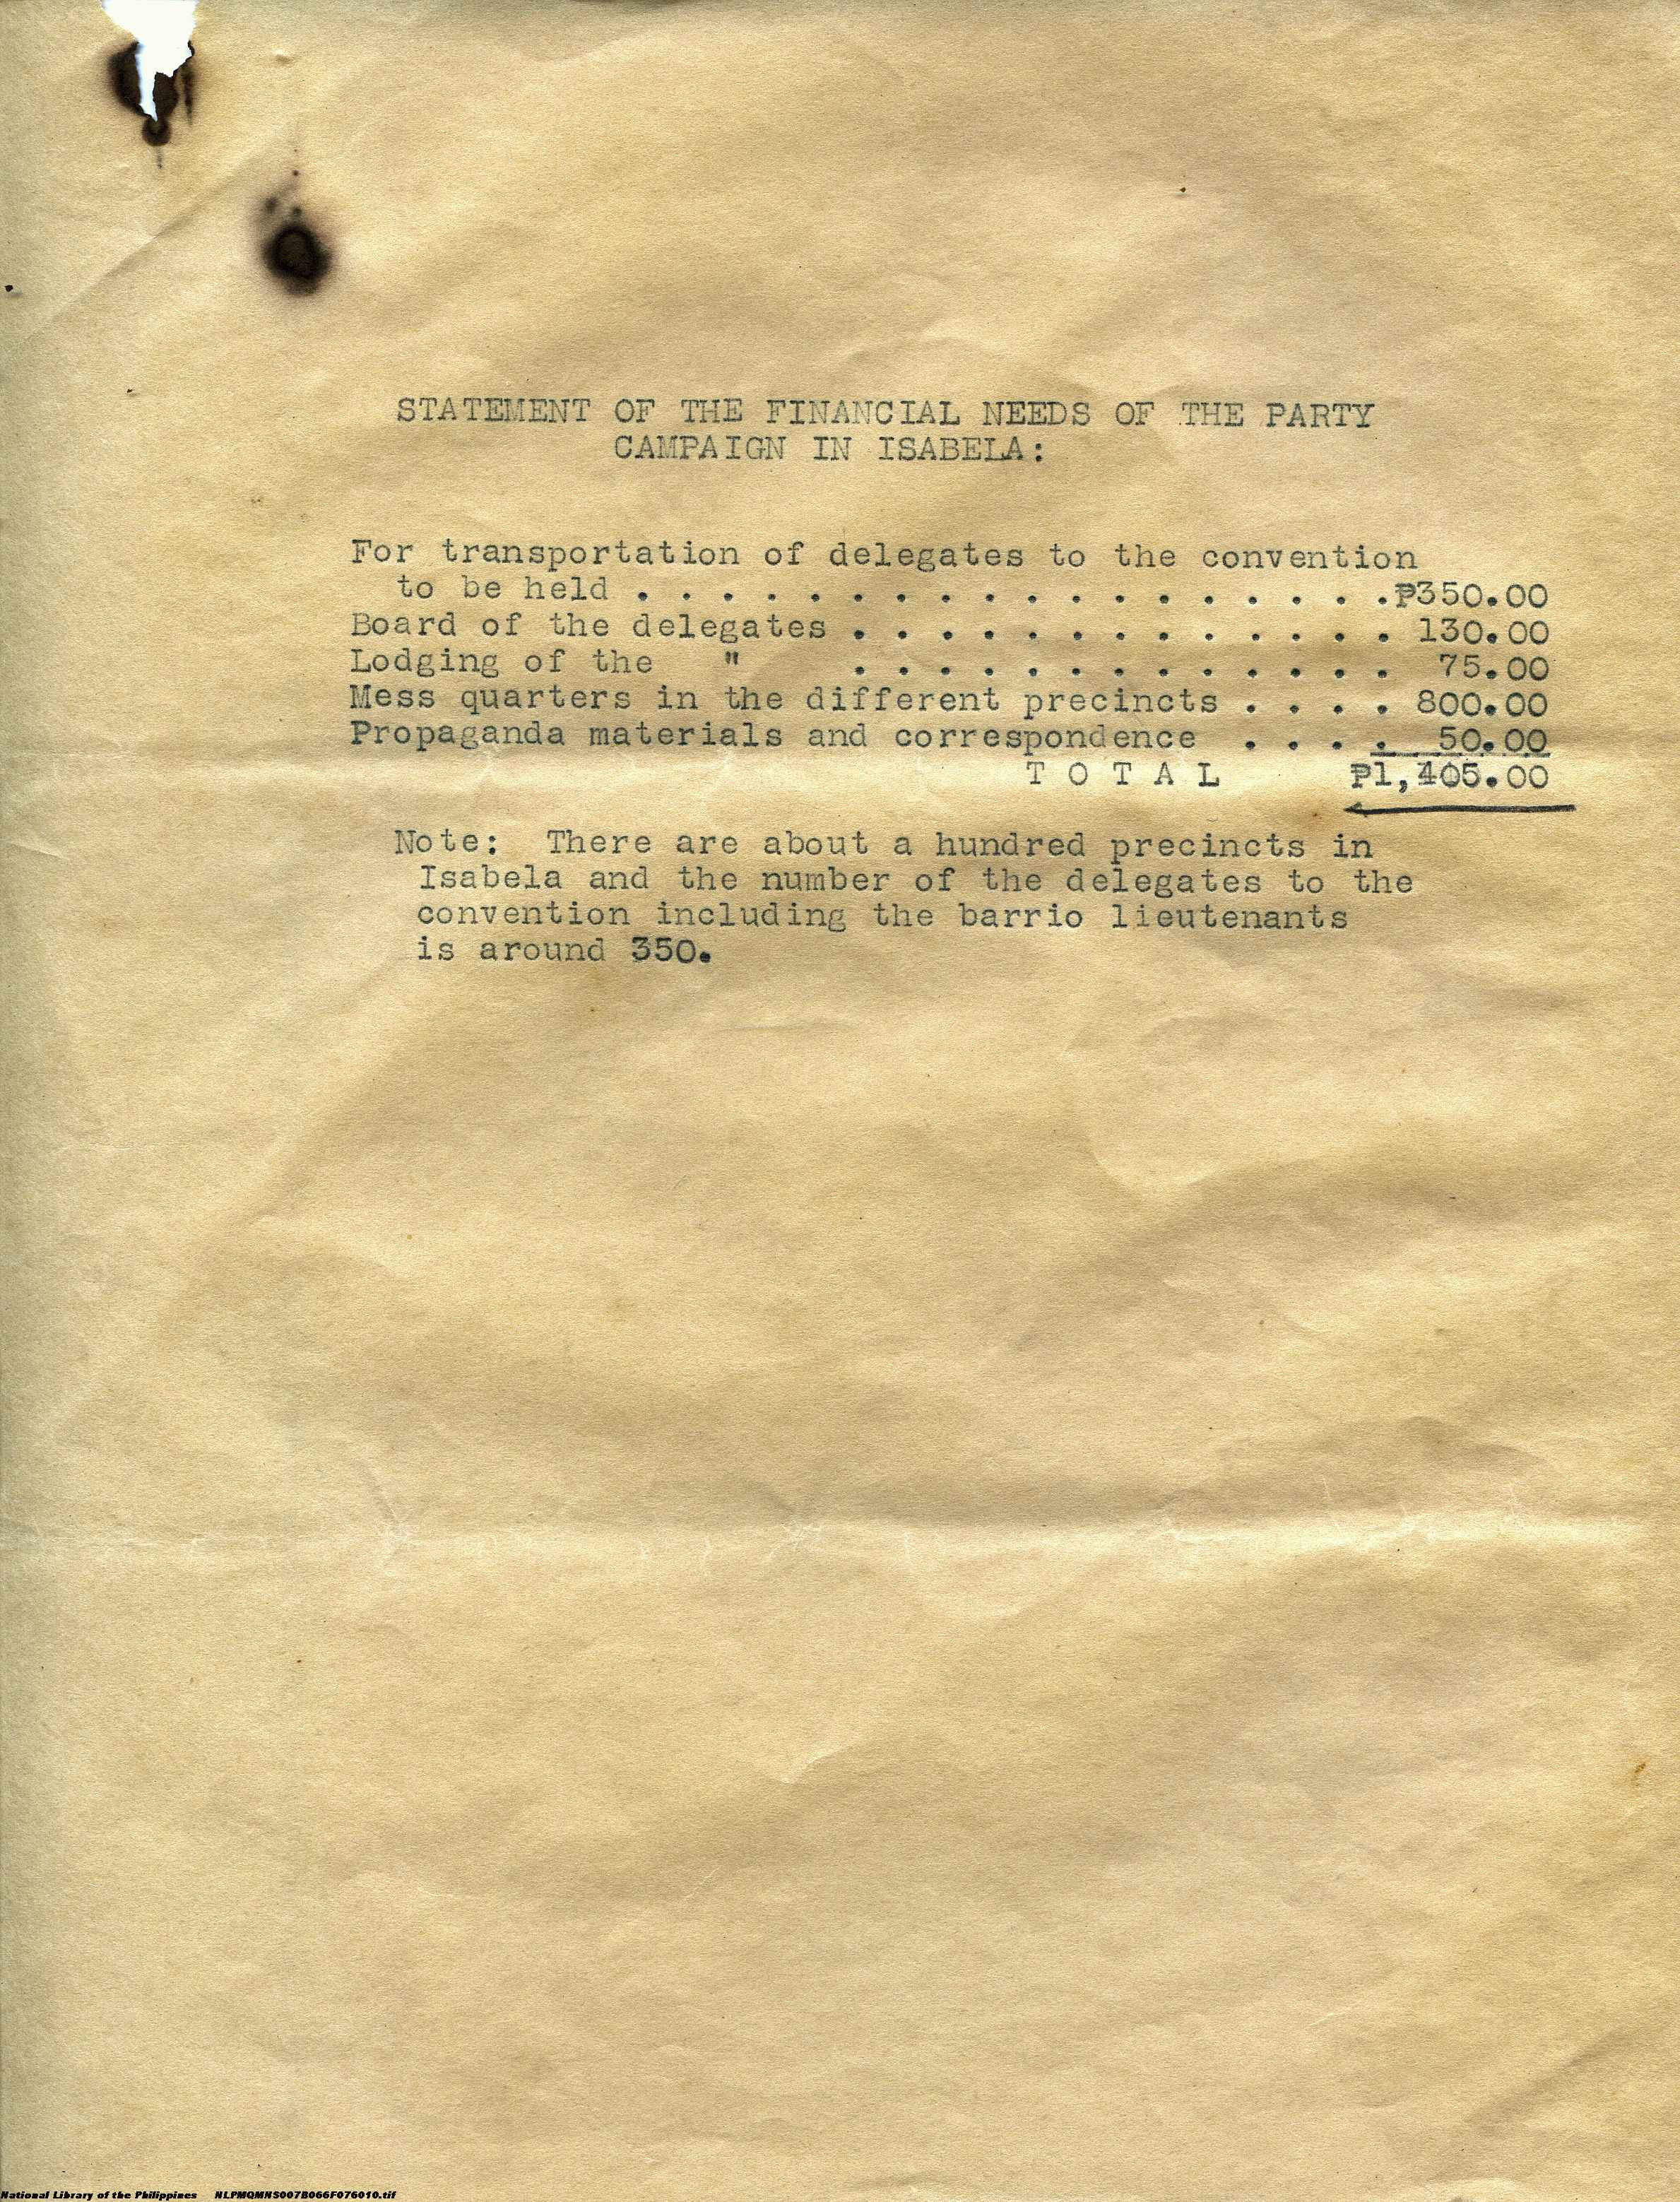 STATEMENT OF THE FINANCIAL NEEDS OF THE PARTY
CAMPAIGN IN ISABELA:
For transportation of delegates to the convention
to be held . . . . . . . . . . . . . . . . . .₱350.00
Board of the delegates . . . . . . . . . . . . . 130.00
Lodging of the " . . . . . . . . . . . . . 75.00
Mess quarters in the different precincts . . . . 800.00
Propaganda materials and correspondence . . . . 50.00
T O T A L ₱1,405.00
Note: There are about a hundred precincts in
Isabela and the number of the delegates to the
convention including the barrio lieutenants
is around 350.
National Library of the Philippines NLPMQMNS007B066F076010.tif